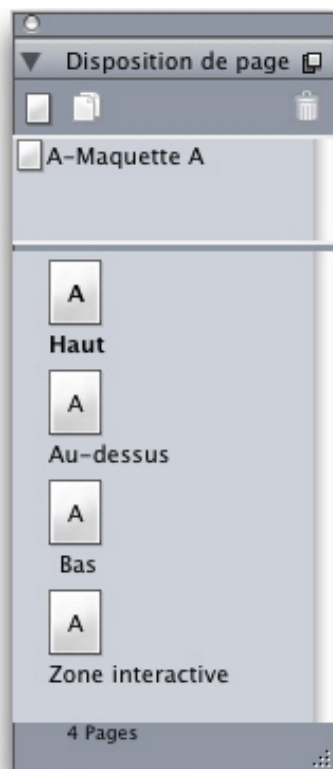 Disposition de page
A-Maquette A
A
Haut
A
Au-dessus
A
Bas
A
Zone interactive
4 Pages